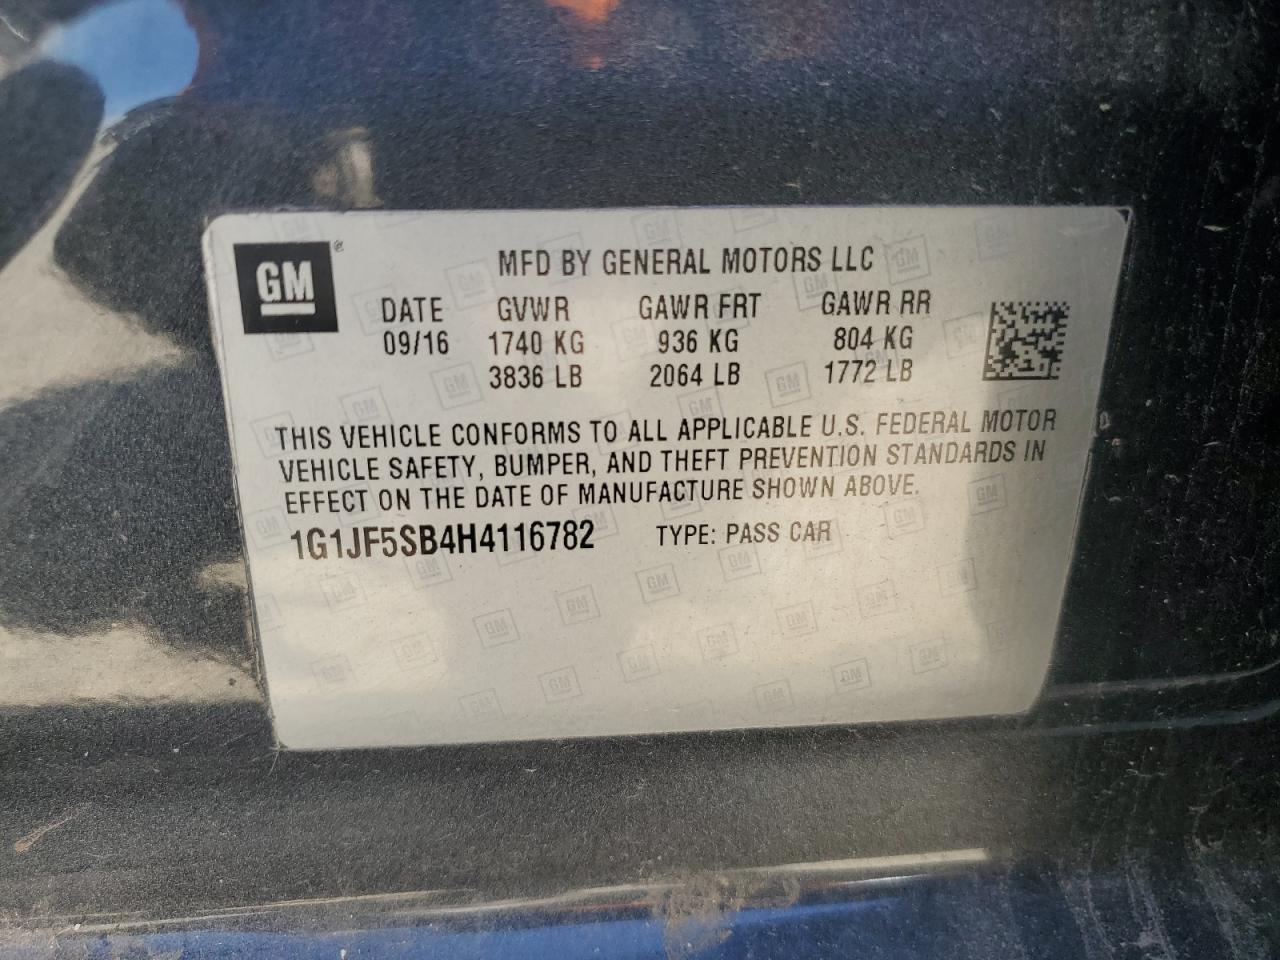 GM ®
MFD BY GENERAL MOTORS LLC
DATE GVWR GAWR FRT GAWR RR
09/16 1740 KG 936 KG 804 KG
3836 LB 2064 LB 1772 LB
THIS VEHICLE CONFORMS TO ALL APPLICABLE U.S. FEDERAL MOTOR
VEHICLE SAFETY, BUMPER, AND THEFT PREVENTION STANDARDS IN
EFFECT ON THE DATE OF MANUFACTURE SHOWN ABOVE.
1G1JF5SB4H4116782 TYPE: PASS CAR